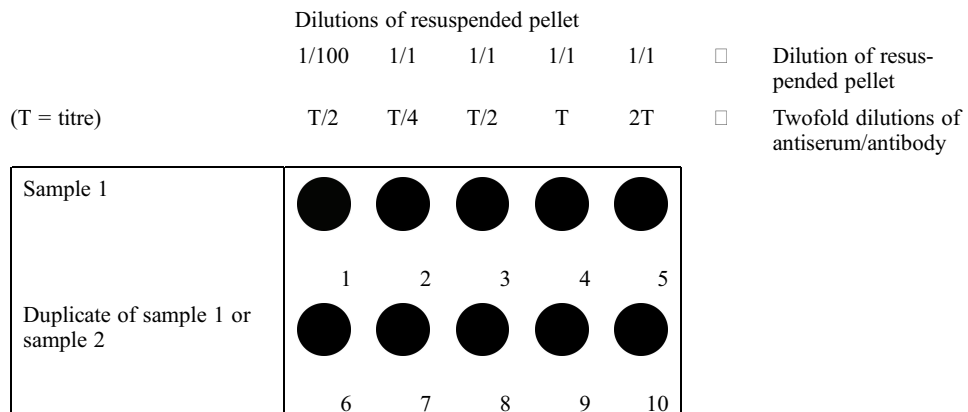 Dilutions of resuspended pellet
1/100 1/1 1/1 1/1 1/1 □ Dilution of resus-
pended pellet
(T = titre) T/2 T/4 T/2 T 2T □ Twofold dilutions of
antiserum/antibody
Sample 1
1 2 3 4 5
Duplicate of sample 1 or
sample 2
6 7 8 9 10